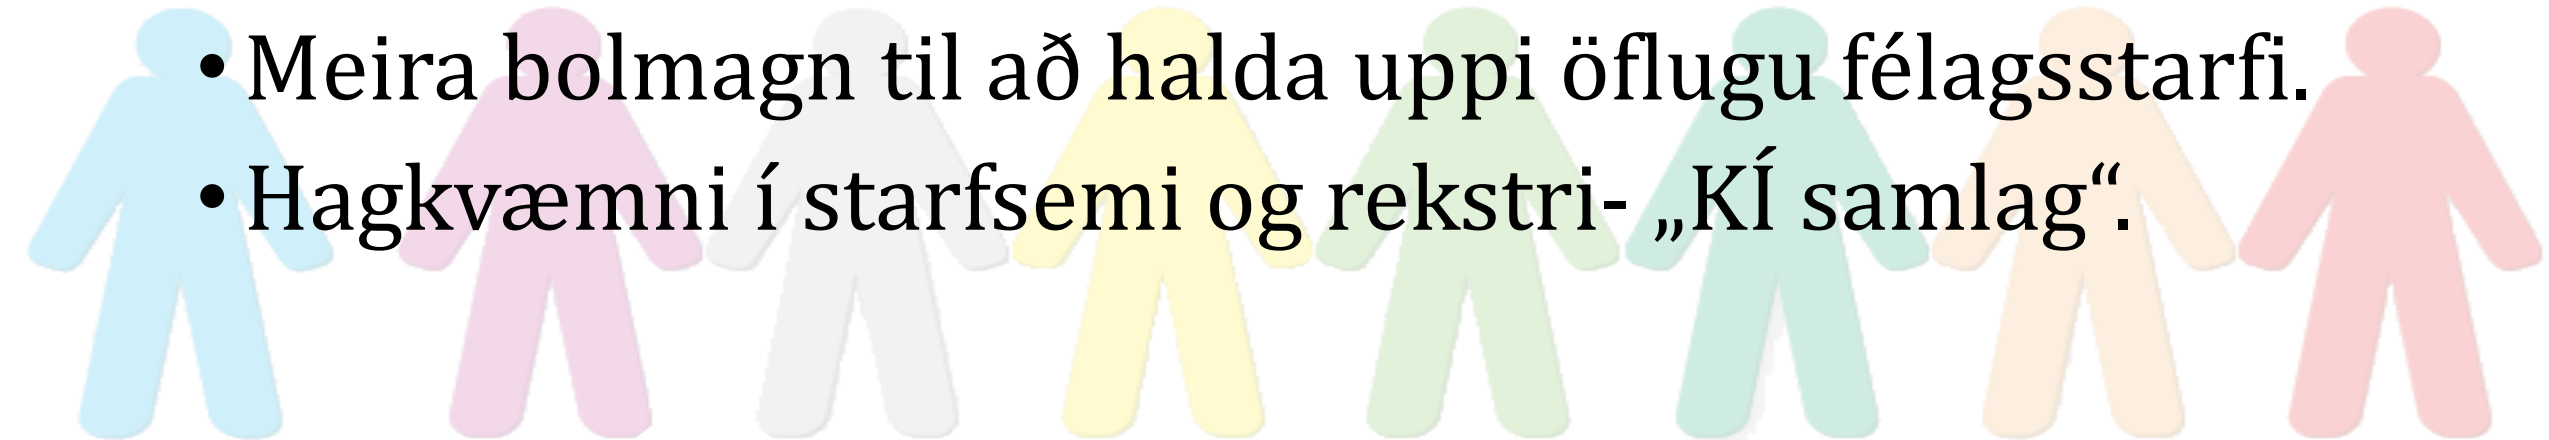 • Meira bolmagn til að halda uppi öflugu félagsstarfi.
• Hagkvæmni í starfsemi og rekstri- „KÍ samlag“.